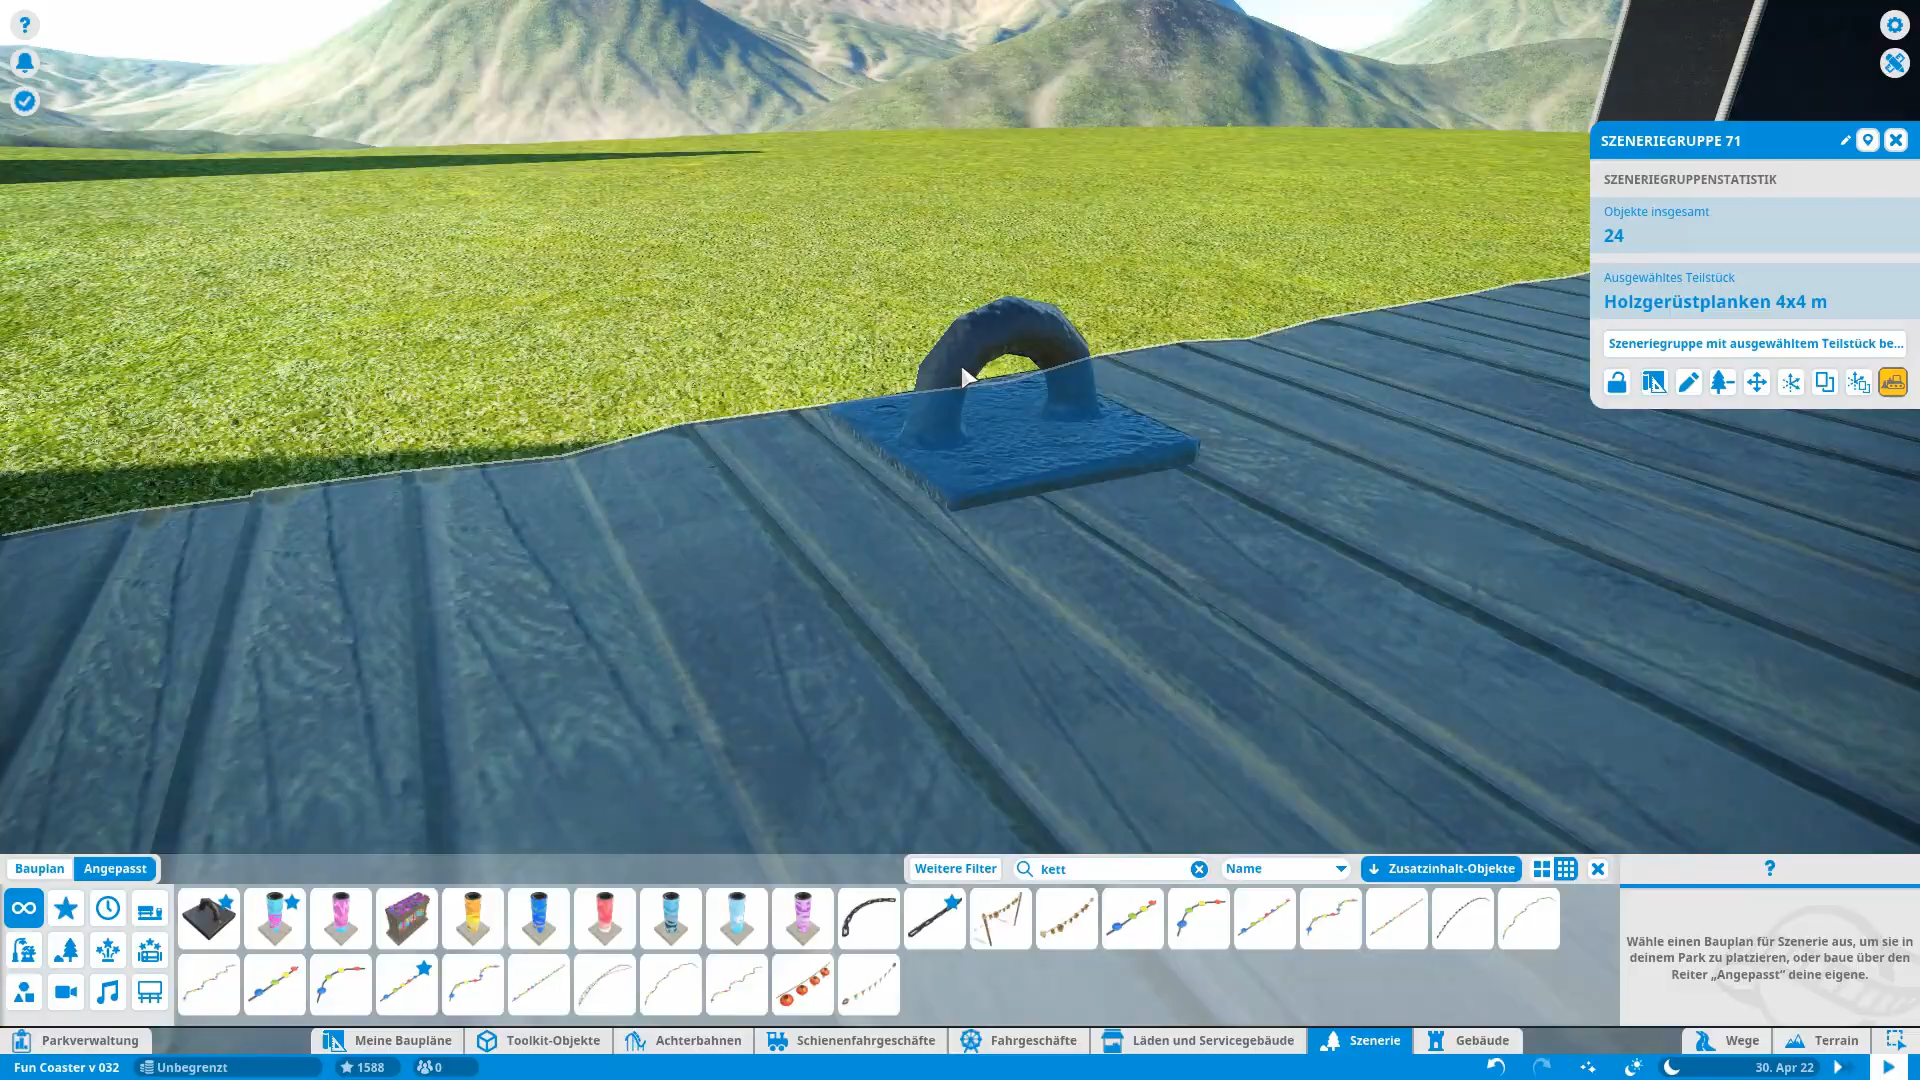 SZENERIEGRUPPE 71
SZENERIEGRUPPENSTATISTIK
Objekte insgesamt
24
Ausgewähltes Teilstück
Holzgerüstplanken 4x4 m
Szeneriegruppe mit ausgewähltem Teilstück be...
Bauplan
Angepasst
Weitere Filter
kett
Name
Zusatzinhalt-Objekte
?
Wähle einen Bauplan für Szenerie aus, um sie in
deinem Park zu platzieren, oder baue über den
Reiter „Angepasst" deine eigene.
Parkverwaltung
Meine Baupläne
Toolkit-Objekte
Achterbahnen
Schienenfahrgeschäfte
Fahrgeschäfte
Läden und Servicegebäude
Szenerie
Gebäude
Wege
Terrain
Fun Coaster v 032
Unbegrenzt
1588
0
30. Apr 22